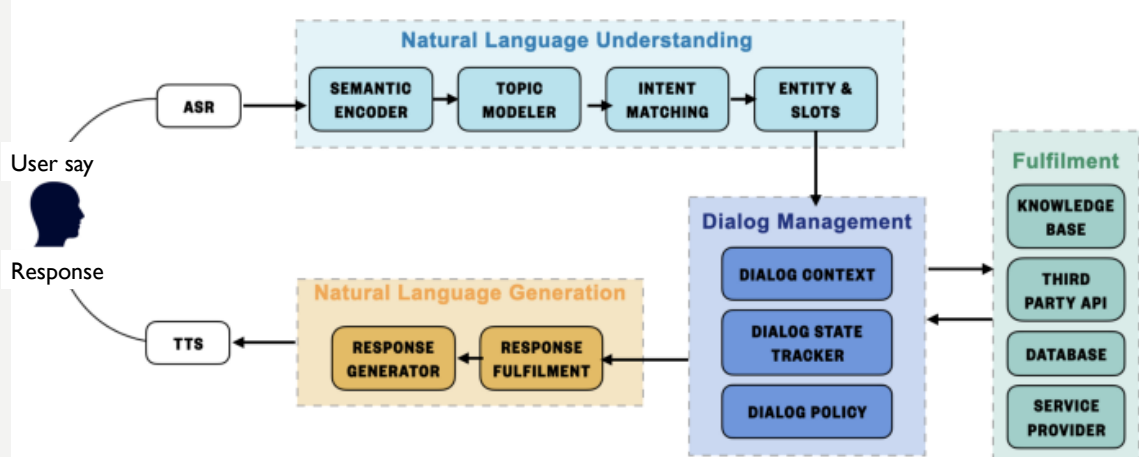 Natural Language Understanding
ASR
SEMANTIC
ENCODER
TOPIC
MODELER
INTENT
MATCHING
ENTITY &
SLOTS
User say
Response
Fulfilment
KNOWLEDGE
BASE
THIRD
PARTY API
DATABASE
SERVICE
PROVIDER
Dialog Management
DIALOG CONTEXT
DIALOG STATE
TRACKER
DIALOG POLICY
Natural Language Generation
RESPONSE
GENERATOR
RESPONSE
FULFILMENT
TTS